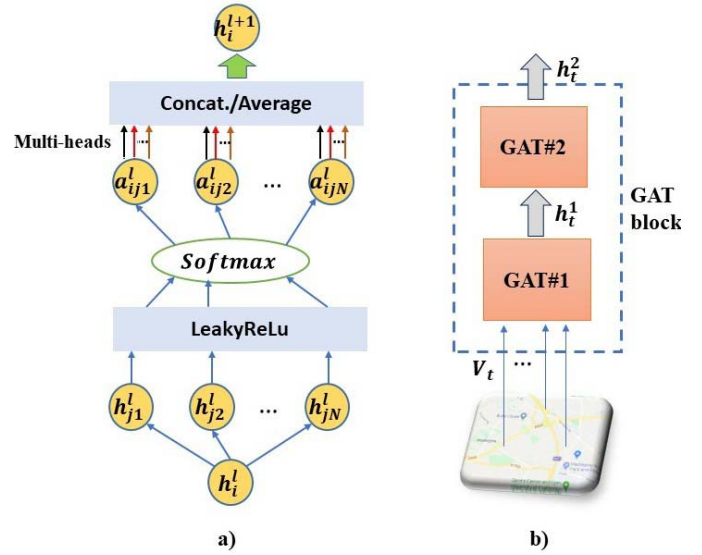 h_i^{l+1}
Concat./Average
Multi-heads
...
...
...
a_{ij1}^l
a_{ij2}^l
...
a_{ijN}^l
Softmax
LeakyReLu
h_{j1}^l
h_{j2}^l
...
h_{jN}^l
h_i^l
a)
h_t^2
GAT#2
GAT
block
h_t^1
GAT#1
V_t
...
b)